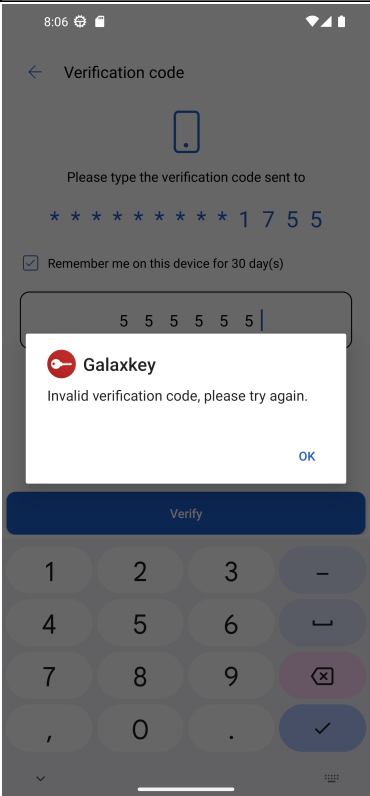 8:06
Verification code
Please type the verification code sent to
* * * * * * * * * 1 7 5 5
Remember me on this device for 30 day(s)
5 5 5 5 5 5
Galaxkey
Invalid verification code, please try again.
OK
Verify
1 2 3 –
4 5 6
7 8 9
, 0 .